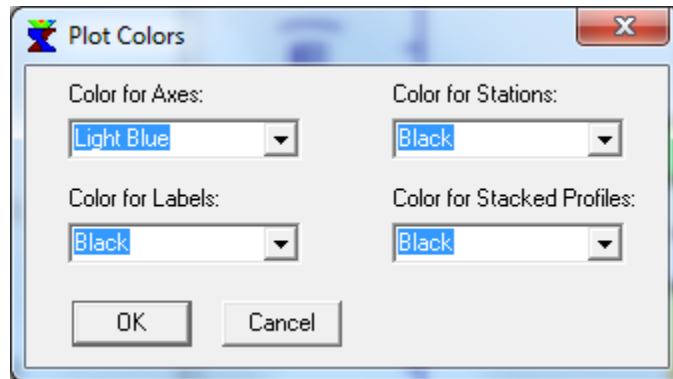 Plot Colors
Color for Axes: Color for Stations:
Light Blue Black
Color for Labels: Color for Stacked Profiles:
Black Black
OK Cancel